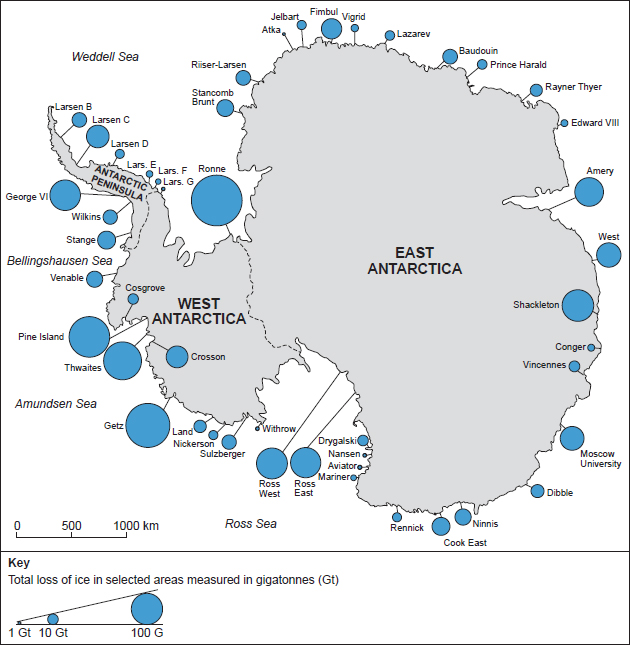 Jelbart
Fimbul
Vigrid
Atka
Lazarev
Weddell Sea
Baudouin
Prince Harald
Riiser-Larsen
Rayner Thyer
Stancomb
Brunt
Larsen B
Larsen C
Edward VIII
Larsen D
Lars. E
Lars. F
Lars. G
Ronne
Amery
ANTARCTIC
PENINSULA
George VI
Wilkins
Stange
West
EAST
ANTARCTICA
Bellingshausen Sea
Venable
Cosgrove
WEST
ANTARCTICA
Shackleton
Pine Island
Conger
Crosson
Thwaites
Vincennes
Amundsen Sea
Getz
Land
Nickerson
Sulzberger
Withrow
Drygalski
Nansen
Aviator
Mariner
Moscow
University
Ross
West
Ross
East
Dibble
Ross Sea
Rennick
Cook East
Ninnis
0 500 1000 km
Key
Total loss of ice in selected areas measured in gigatonnes (Gt)
1 Gt 10 Gt 100 G